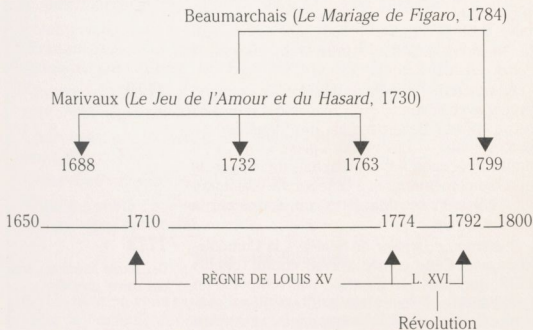 Beaumarchais (Le Mariage de Figaro, 1784)
Marivaux (Le Jeu de l'Amour et du Hasard, 1730)
1688 1732 1763 1799
1650 1710 1774 1792 1800
RÈGNE DE LOUIS XV L. XVI
Révolution